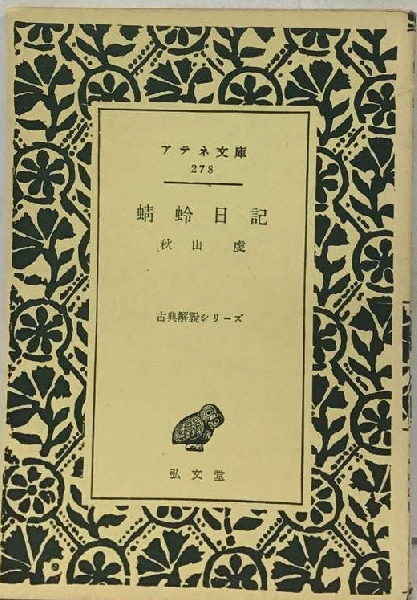 アテネ文庫
278
蜻蛉日記
秋山虔
古典解説シリーズ
弘文堂